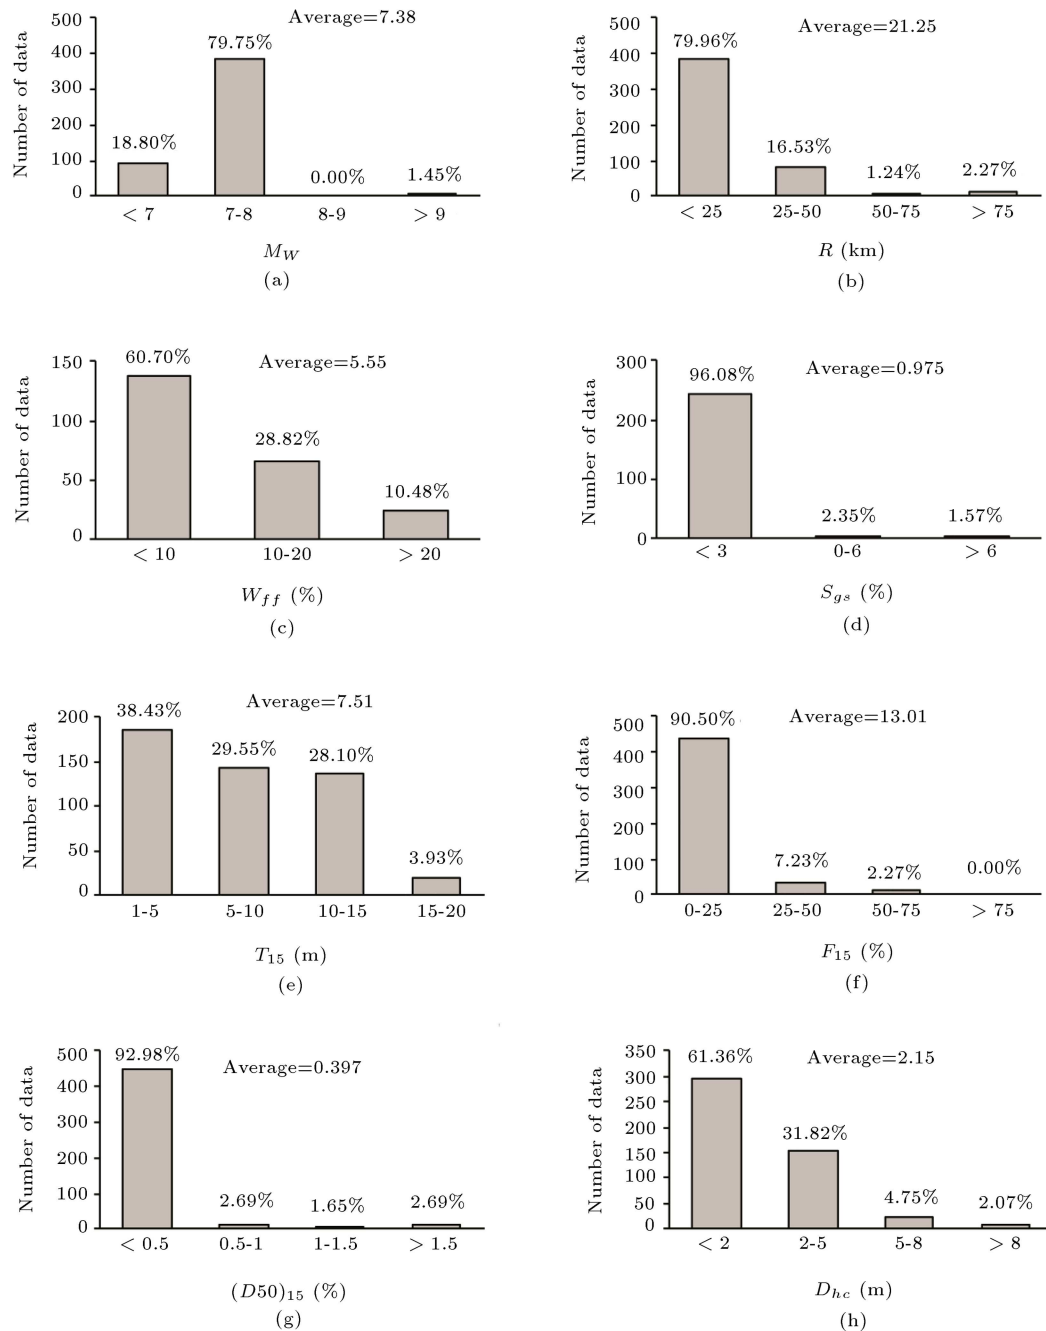 Average=7.38
79.75%
18.80%
0.00%
1.45%
500
400
300
200
100
0
Number of data
< 7 7-8 8-9 > 9
M_W
(a)
Average=21.25
79.96%
16.53%
1.24%
2.27%
500
400
300
200
100
0
Number of data
< 25 25-50 50-75 > 75
R (km)
(b)
Average=5.55
60.70%
28.82%
10.48%
150
100
50
0
Number of data
< 10 10-20 > 20
W_ff (%)
(c)
Average=0.975
96.08%
2.35%
1.57%
300
200
100
0
Number of data
< 3 0-6 > 6
S_gs (%)
(d)
Average=7.51
38.43%
29.55%
28.10%
3.93%
200
150
100
50
0
Number of data
1-5 5-10 10-15 15-20
T_15 (m)
(e)
Average=13.01
90.50%
7.23%
2.27%
0.00%
500
400
300
200
100
0
Number of data
0-25 25-50 50-75 > 75
F_15 (%)
(f)
Average=0.397
92.98%
2.69%
1.65%
2.69%
500
400
300
200
100
0
Number of data
< 0.5 0.5-1 1-1.5 > 1.5
(D50)_15 (%)
(g)
Average=2.15
61.36%
31.82%
4.75%
2.07%
350
300
250
200
150
100
50
0
Number of data
< 2 2-5 5-8 > 8
D_hc (m)
(h)